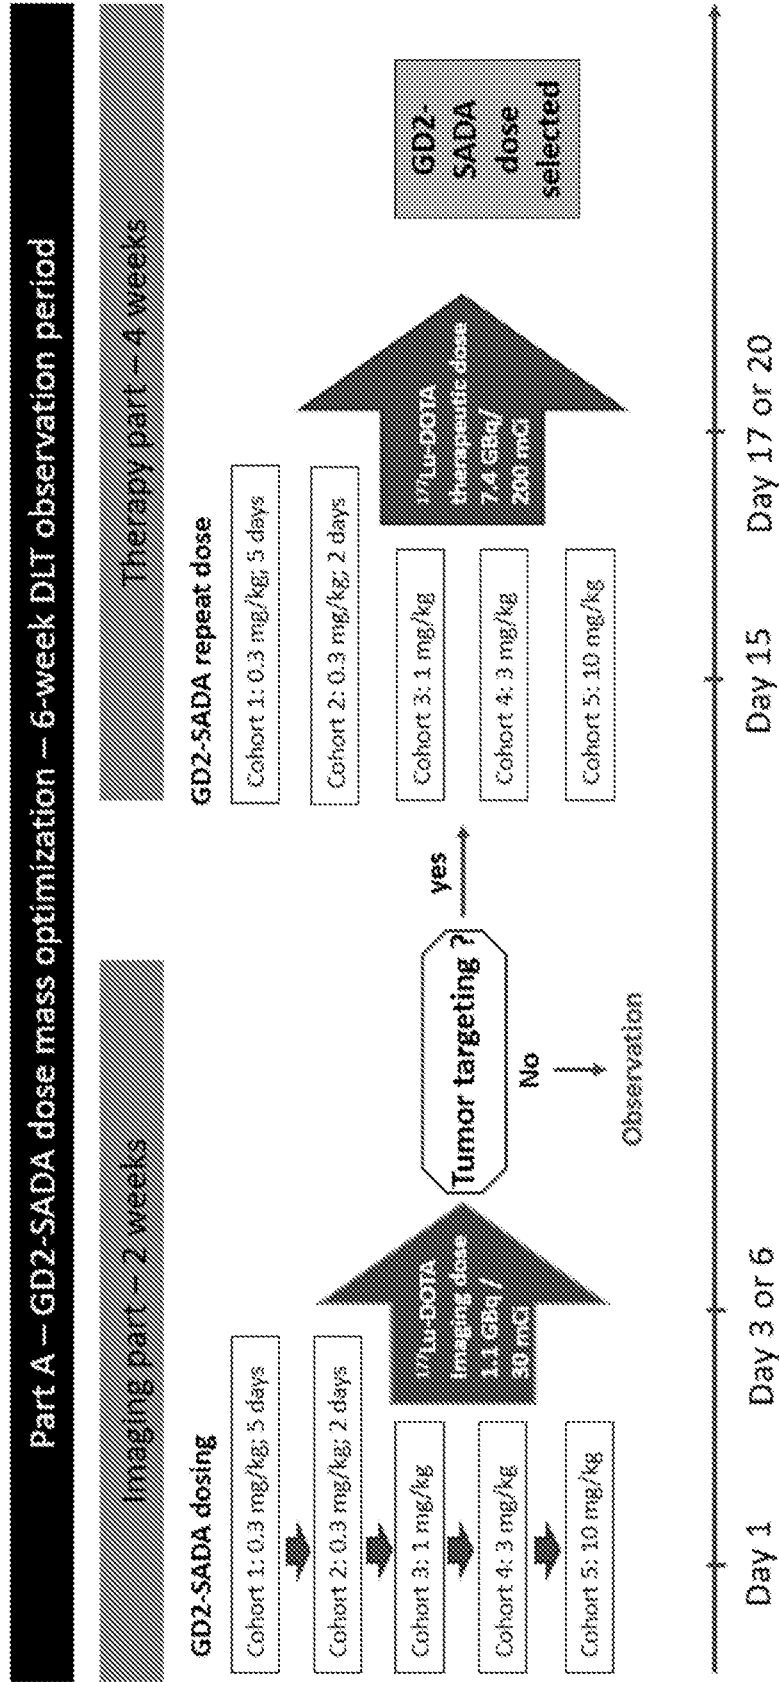 Part A – GD2-SADA dose mass optimization – 6-week DLT observation period
Imaging part – 2 weeks
Therapy part – 4 weeks
GD2-SADA dosing
Cohort 1: 0.3 mg/kg; 5 days
Cohort 2: 0.3 mg/kg; 2 days
Cohort 3: 1 mg/kg
Cohort 4: 3 mg/kg
Cohort 5: 10 mg/kg
¹⁷⁷Lu-DOTA
Imaging dose
1.1 GBq /
30 mCi
Tumor targeting ?
yes
No
Observation
GD2-SADA repeat dose
Cohort 1: 0.3 mg/kg; 5 days
Cohort 2: 0.3 mg/kg; 2 days
Cohort 3: 1 mg/kg
Cohort 4: 3 mg/kg
Cohort 5: 10 mg/kg
¹⁷⁷Lu-DOTA
therapeutic dose
7.4 GBq/
200 mCi
GD2-
SADA
dose
selected
Day 1
Day 3 or 6
Day 15
Day 17 or 20